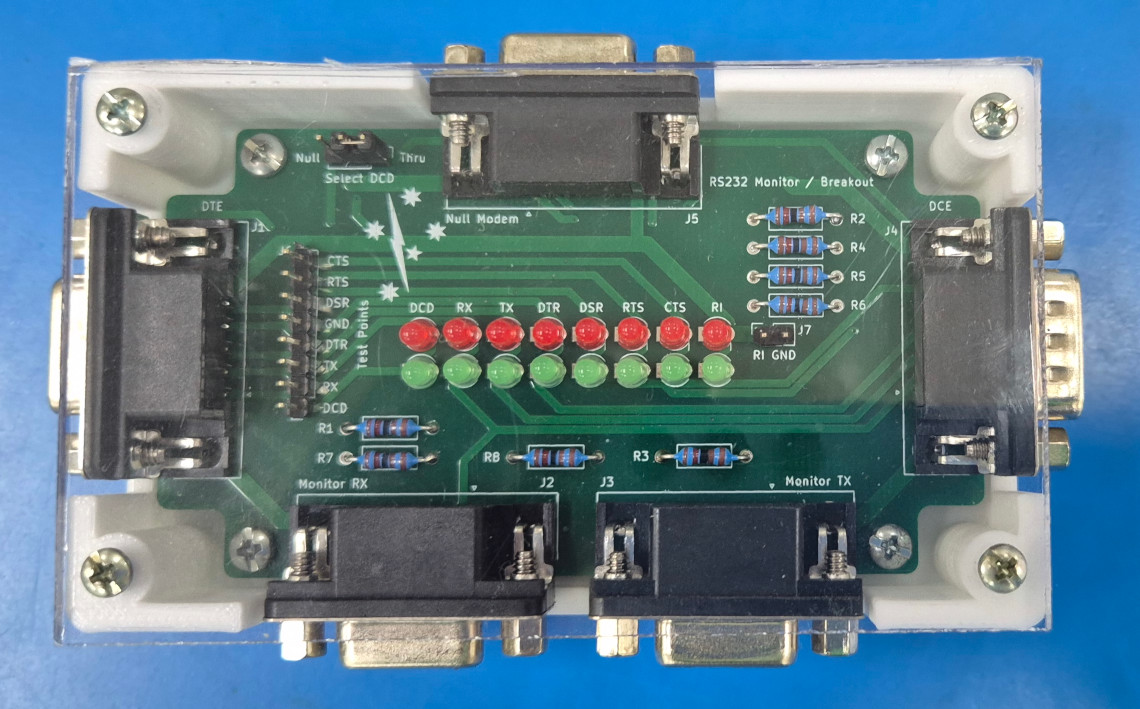 Null Thru
Select DCD
RS232 Monitor / Breakout
DTE
DCE
Null Modem J5
J1
J4
R2
R4
R5
R6
CTS
RTS
DSR
GND
DTR
TX
RX
DCD
Test Points
DCD RX TX DTR DSR RTS CTS RI
J7
RI GND
R1
R7
R8
R3
Monitor RX J2
J3 Monitor TX